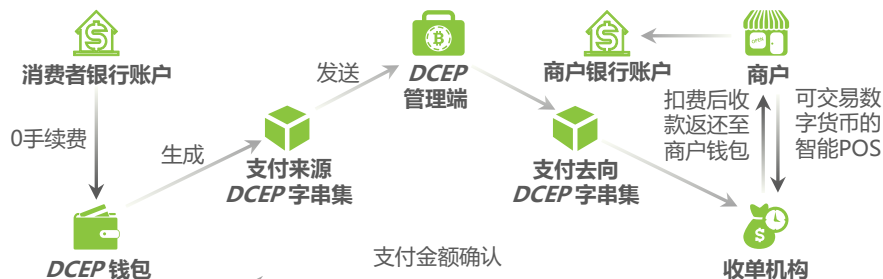 消费者银行账户
发送
DCEP
管理端
商户银行账户
商户
0手续费
生成
支付来源
DCEP 字串集
支付去向
DCEP 字串集
扣费后收
款返还至
商户钱包
可交易数
字货币的
智能POS
DCEP 钱包
支付金额确认
收单机构
OPEN